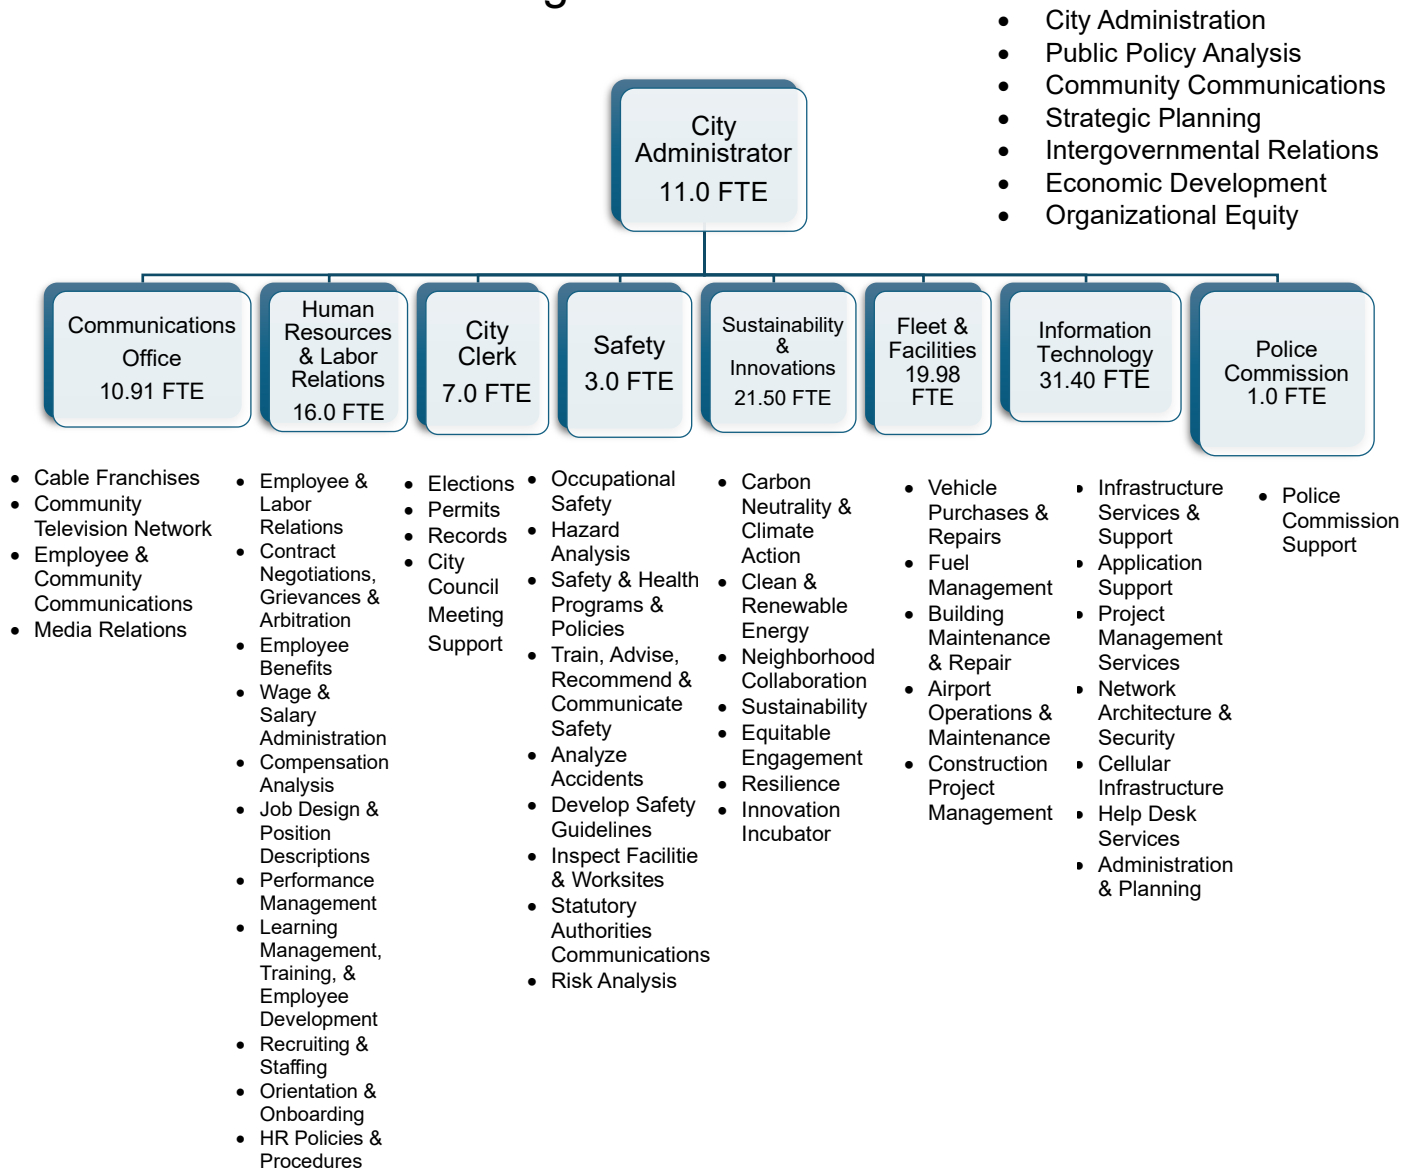 • City Administration
• Public Policy Analysis
• Community Communications
• Strategic Planning
• Intergovernmental Relations
• Economic Development
• Organizational Equity
City
Administrator
11.0 FTE
Communications
Office
10.91 FTE
Human
Resources
& Labor
Relations
16.0 FTE
City
Clerk
7.0 FTE
Safety
3.0 FTE
Sustainability
&
Innovations
21.50 FTE
Fleet &
Facilities
19.98
FTE
Information
Technology
31.40 FTE
Police
Commission
1.0 FTE
• Cable Franchises
• Community
Television Network
• Employee &
Community
Communications
• Media Relations
• Employee &
Labor
Relations
• Contract
Negotiations,
Grievances &
Arbitration
• Employee
Benefits
• Wage &
Salary
Administration
• Compensation
Analysis
• Job Design &
Position
Descriptions
• Performance
Management
• Learning
Management,
Training, &
Employee
Development
• Recruiting &
Staffing
• Orientation &
Onboarding
• HR Policies &
Procedures
• Elections
• Permits
• Records
• City
Council
Meeting
Support
• Occupational
Safety
• Hazard
Analysis
• Safety & Health
Programs &
Policies
• Train, Advise,
Recommend &
Communicate
Safety
• Analyze
Accidents
• Develop Safety
Guidelines
• Inspect Facilitie
& Worksites
• Statutory
Authorities
Communications
• Risk Analysis
• Carbon
Neutrality &
Climate
Action
• Clean &
Renewable
Energy
• Neighborhood
Collaboration
• Sustainability
• Equitable
Engagement
• Resilience
• Innovation
Incubator
• Vehicle
Purchases &
Repairs
• Fuel
Management
• Building
Maintenance
& Repair
• Airport
Operations &
Maintenance
• Construction
Project
Management
• Infrastructure
Services &
Support
• Application
Support
• Project
Management
Services
• Network
Architecture &
Security
• Cellular
Infrastructure
• Help Desk
Services
• Administration
& Planning
• Police
Commission
Support